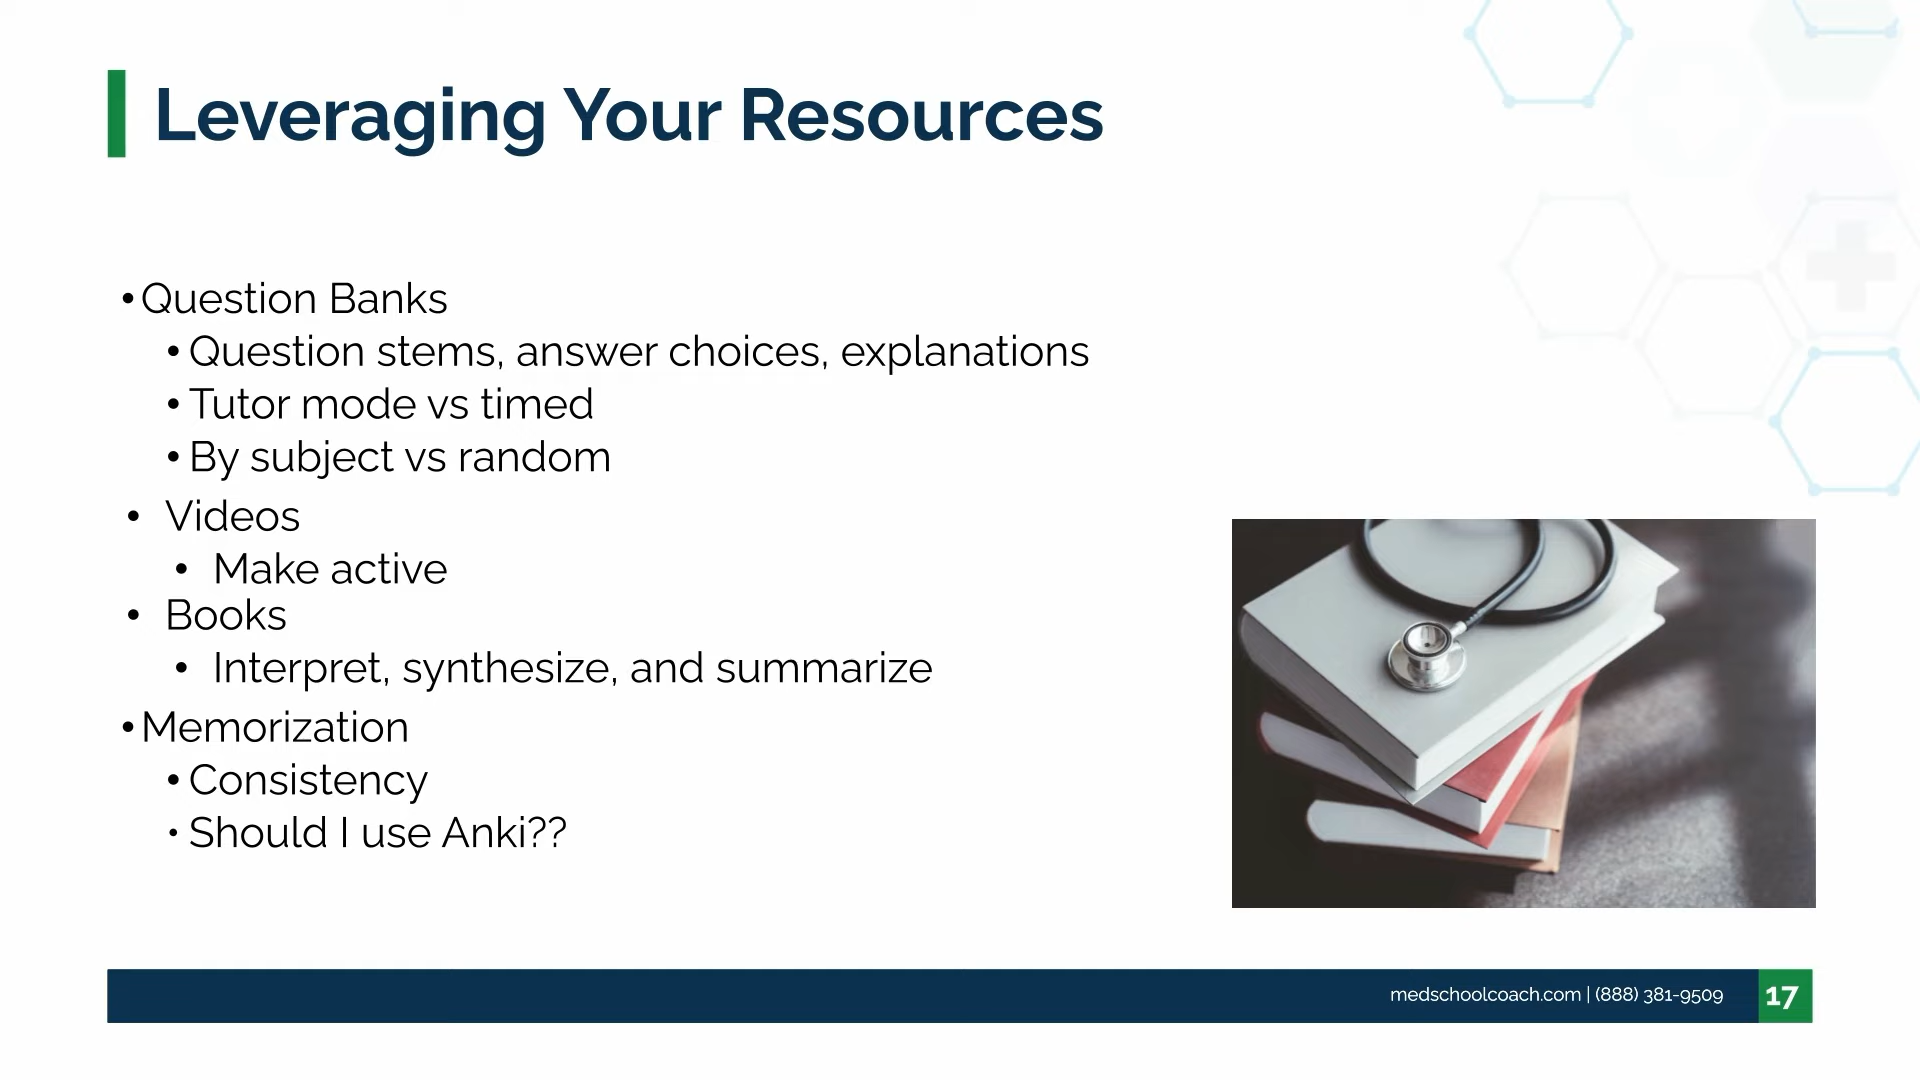 Leveraging Your Resources
• Question Banks
• Question stems, answer choices, explanations
• Tutor mode vs timed
• By subject vs random
• Videos
• Make active
• Books
• Interpret, synthesize, and summarize
• Memorization
• Consistency
• Should I use Anki??
medschoolcoach.com | (888) 381-9509
17